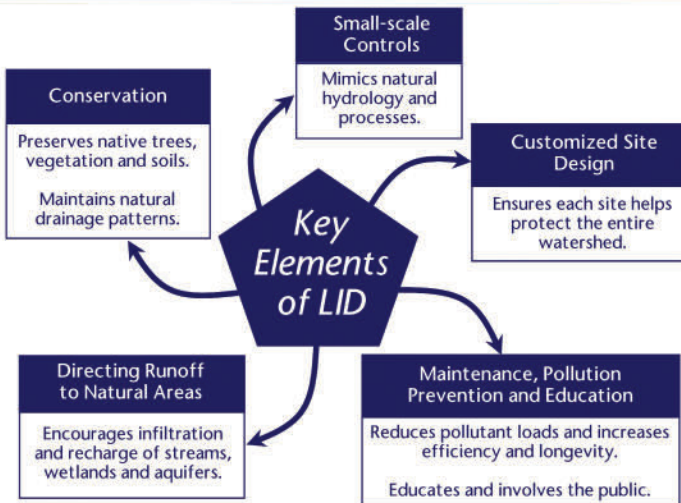 Small-scale
Controls
Mimics natural
hydrology and
processes.
Conservation
Preserves native trees,
vegetation and soils.
Maintains natural
drainage patterns.
Customized Site
Design
Ensures each site helps
protect the entire
watershed.
Key
Elements
of LID
Directing Runoff
to Natural Areas
Encourages infiltration
and recharge of streams,
wetlands and aquifers.
Maintenance, Pollution
Prevention and Education
Reduces pollutant loads and increases
efficiency and longevity.
Educates and involves the public.